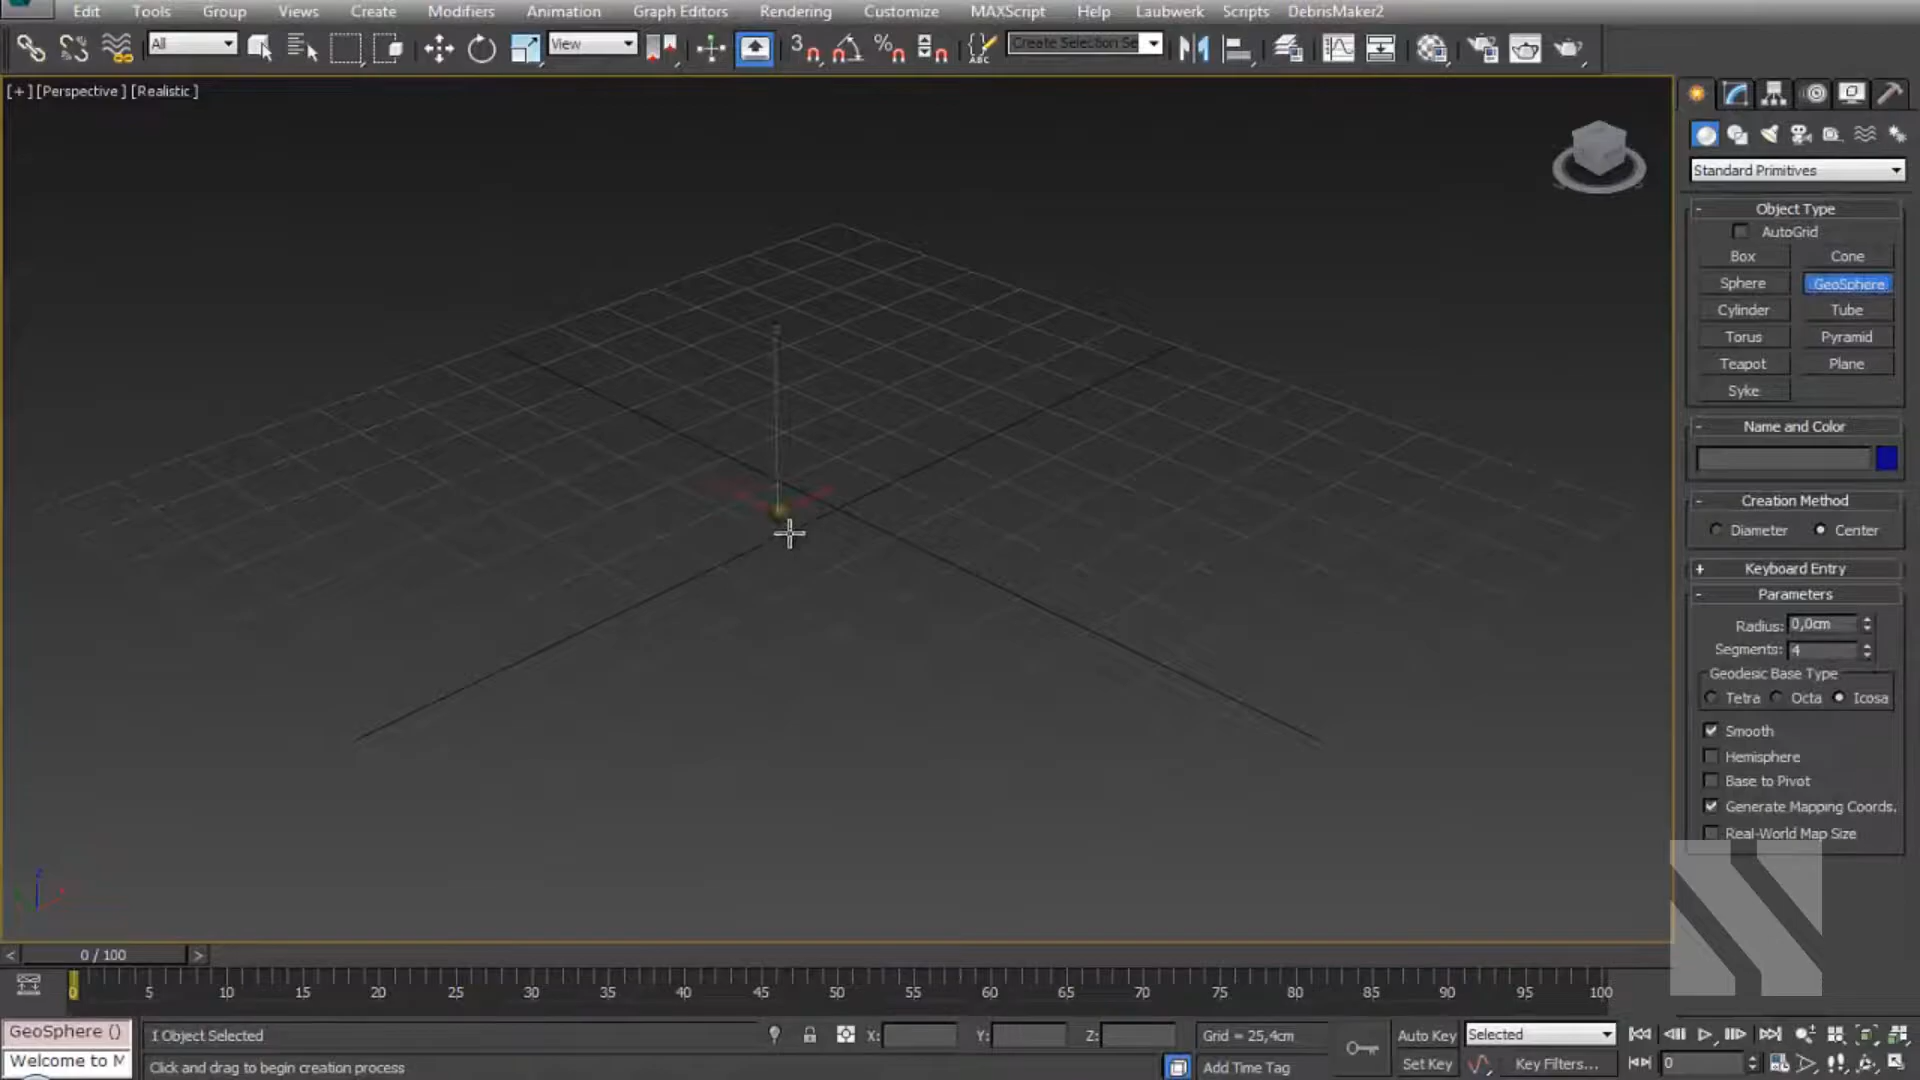 Edit Tools Group Views Create Modifiers Animation Graph Editors Rendering Customize MAXScript Help Laubwerk Scripts DebrisMaker2
All View 3 % ABC Create Selection Se
[+] [Perspective] [Realistic]
Standard Primitives
- Object Type
AutoGrid
Box Cone
Sphere GeoSphere
Cylinder Tube
Torus Pyramid
Teapot Plane
Syke
- Name and Color
- Creation Method
Diameter Center
+ Keyboard Entry
- Parameters
Radius: 0,0cm
Segments: 4
Geodesic Base Type
Tetra Octa Icosa
Smooth
Hemisphere
Base to Pivot
Generate Mapping Coords.
Real-World Map Size
z
< 0 / 100 >
0 5 10 15 20 25 30 35 40 45 50 55 60 65 70 75 80 85 90 95 100
GeoSphere () 1 Object Selected X: Y: Z: Grid = 25,4cm Auto Key Selected
Welcome to M Click and drag to begin creation process Add Time Tag Set Key Key Filters... 0